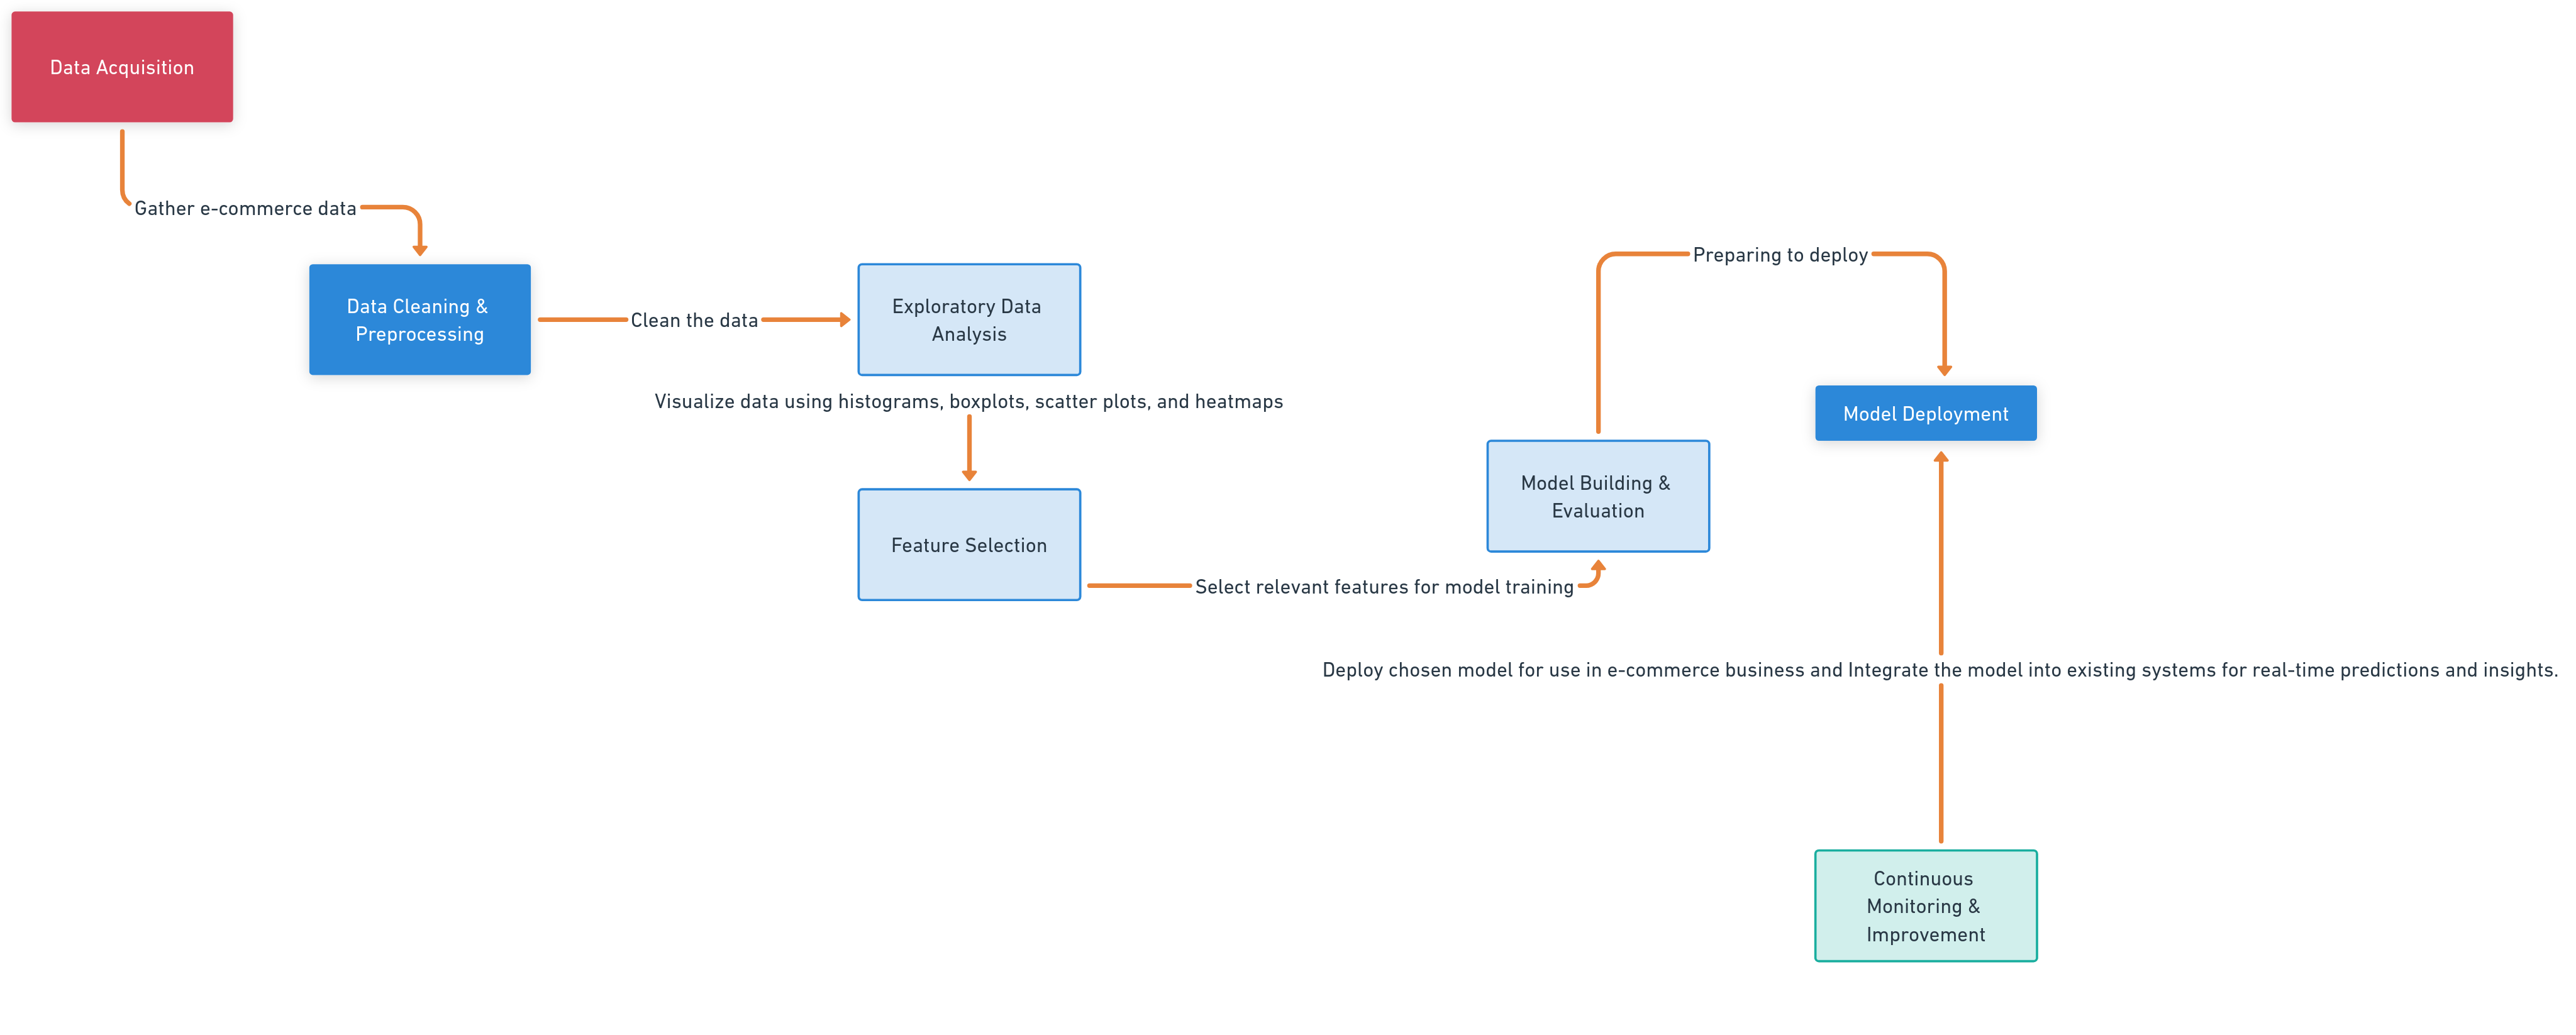 Data Acquisition
Gather e-commerce data
Data Cleaning &
Preprocessing
Clean the data
Exploratory Data
Analysis
Visualize data using histograms, boxplots, scatter plots, and heatmaps
Feature Selection
Select relevant features for model training
Model Building &
Evaluation
Preparing to deploy
Model Deployment
Deploy chosen model for use in e-commerce business and Integrate the model into existing systems for real-time predictions and insights.
Continuous
Monitoring &
Improvement